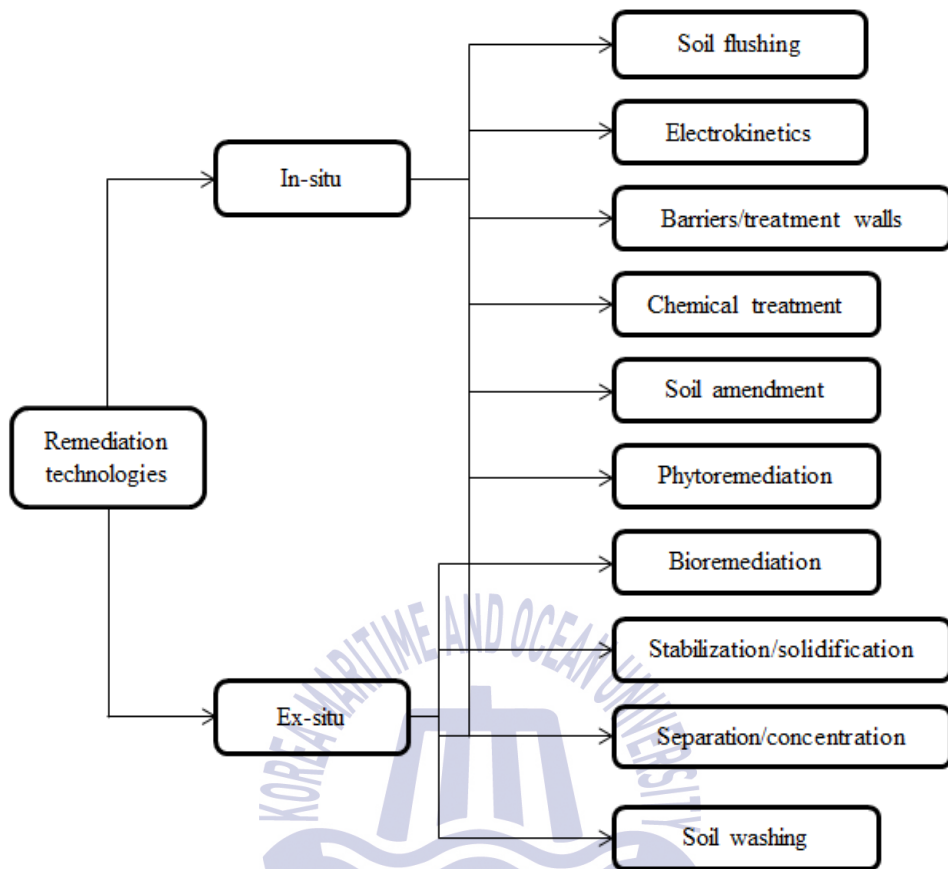 Soil flushing
Electrokinetics
In-situ
Barriers/treatment walls
Chemical treatment
Soil amendment
Remediation
technologies
Phytoremediation
Bioremediation
Stabilization/solidification
Ex-situ
Separation/concentration
Soil washing
KOREA MARITIME AND OCEAN UNIVERSITY